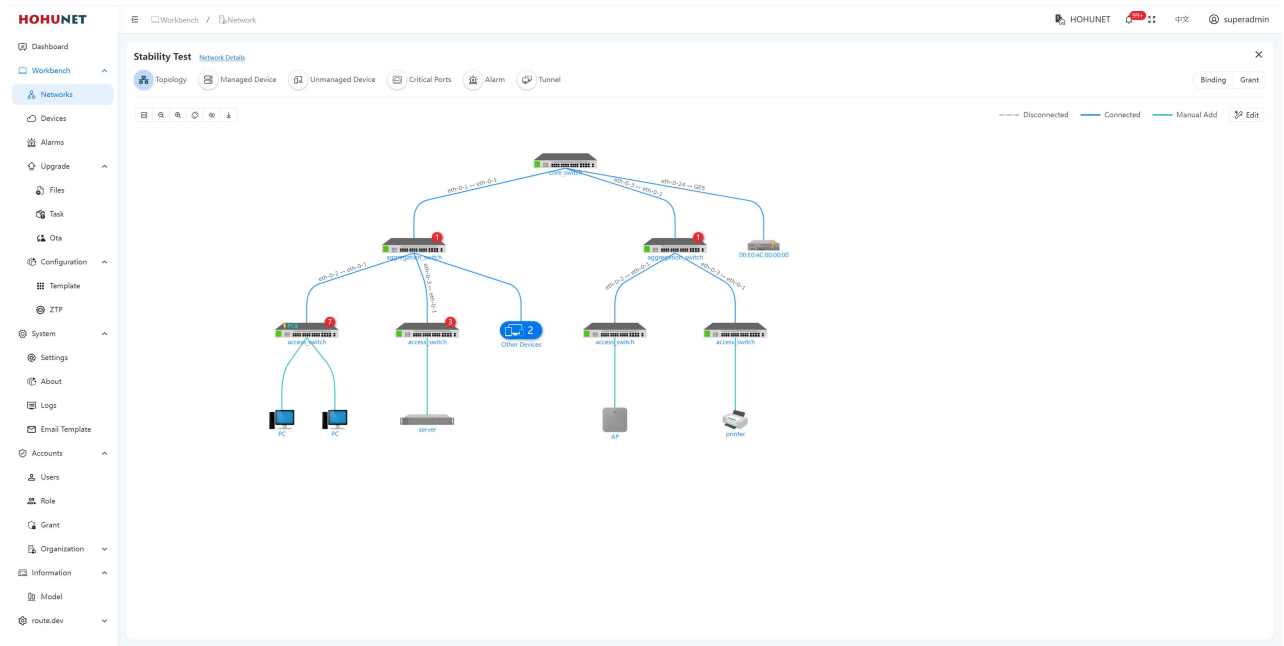 HOHUNET
Workbench / Network
HOHUNET
99+
中文
superadmin
Dashboard
Workbench
Networks
Devices
Alarms
Upgrade
Files
Task
Ota
Configuration
Template
ZTP
System
Settings
About
Logs
Email Template
Accounts
Users
Role
Grant
Organization
Information
Model
route.dev
Stability Test Network Details
Topology Managed Device Unmanaged Device Critical Ports Alarm Tunnel
Binding Grant
Disconnected Connected Manual Add Edit
core_switch
eth-0-1 -- eth-0-1
eth-0-3 -- eth-0-1
eth-0-24 -- GE5
1
aggregation_switch
1
aggregation_switch
00:E0:4C:00:00:00
eth-0-2 -- eth-0-1
eth-0-3 -- eth-0-1
eth-0-2 -- eth-0-1
eth-0-3 -- eth-0-1
7
access_switch
3
access_switch
2
Other Devices
access_switch
access_switch
PC
PC
server
AP
printer